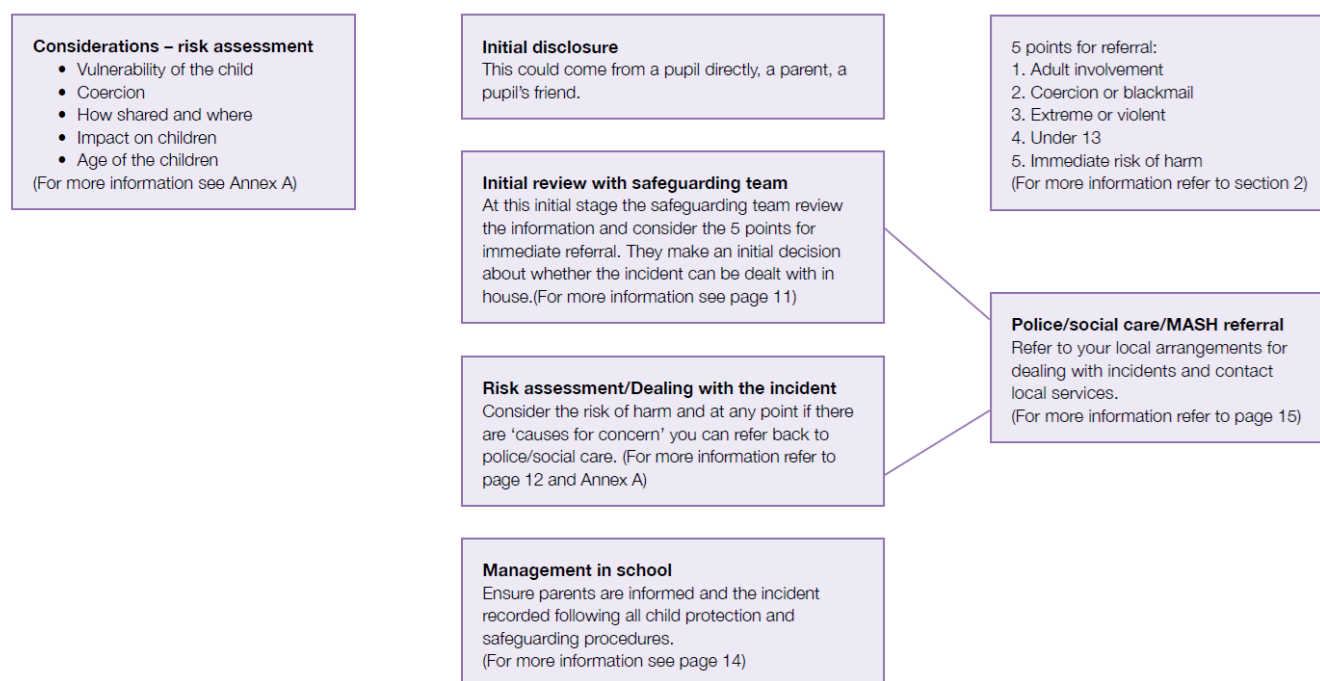 Considerations – risk assessment
• Vulnerability of the child
• Coercion
• How shared and where
• Impact on children
• Age of the children
(For more information see Annex A)
Initial disclosure
This could come from a pupil directly, a parent, a
pupil's friend.
5 points for referral:
1. Adult involvement
2. Coercion or blackmail
3. Extreme or violent
4. Under 13
5. Immediate risk of harm
(For more information refer to section 2)
Initial review with safeguarding team
At this initial stage the safeguarding team review
the information and consider the 5 points for
immediate referral. They make an initial decision
about whether the incident can be dealt with in
house.(For more information see page 11)
Police/social care/MASH referral
Refer to your local arrangements for
dealing with incidents and contact
local services.
(For more information refer to page 15)
Risk assessment/Dealing with the incident
Consider the risk of harm and at any point if there
are 'causes for concern' you can refer back to
police/social care. (For more information refer to
page 12 and Annex A)
Management in school
Ensure parents are informed and the incident
recorded following all child protection and
safeguarding procedures.
(For more information see page 14)